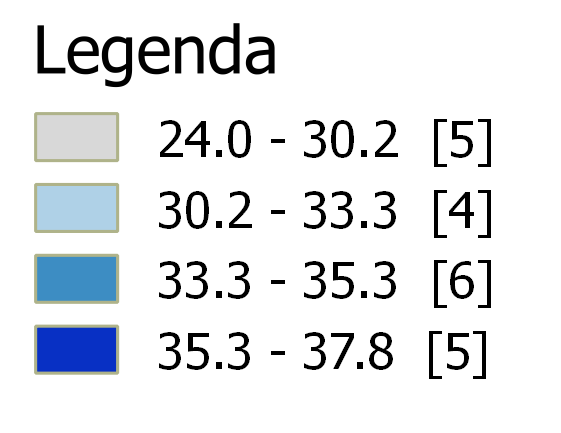 Legenda
24.0 - 30.2 [5]
30.2 - 33.3 [4]
33.3 - 35.3 [6]
35.3 - 37.8 [5]